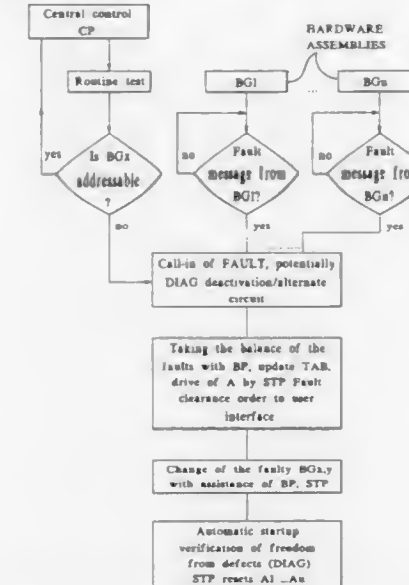 Central control
CP
HARDWARE
ASSEMBLIES
Routine test
BG1
...
BGn
yes
Is BGx
addressable
?
no
no
Fault
message from
BG1?
yes
no
Fault
message fro
BGn?
yes
Call-in of FAULT, potentially
DIAG deactivation/alternate
circuit
Taking the balance of the
faults with BP, update TAB,
drive of A by STP Fault
clearance order to user
interface
Change of the faulty BGx,y
with assistance of BP, STP
Automatic startup
verification of freedom
from defects (DIAG)
STP resets A1 ...An